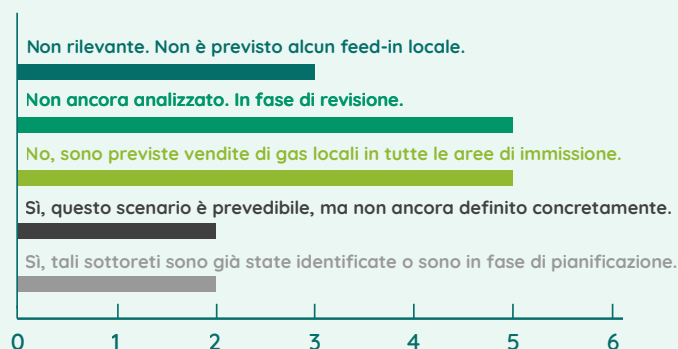 Non rilevante. Non è previsto alcun feed-in locale.
Non ancora analizzato. In fase di revisione.
No, sono previste vendite di gas locali in tutte le aree di immissione.
Sì, questo scenario è prevedibile, ma non ancora definito concretamente.
Sì, tali sottoreti sono già state identificate o sono in fase di pianificazione.
0 1 2 3 4 5 6